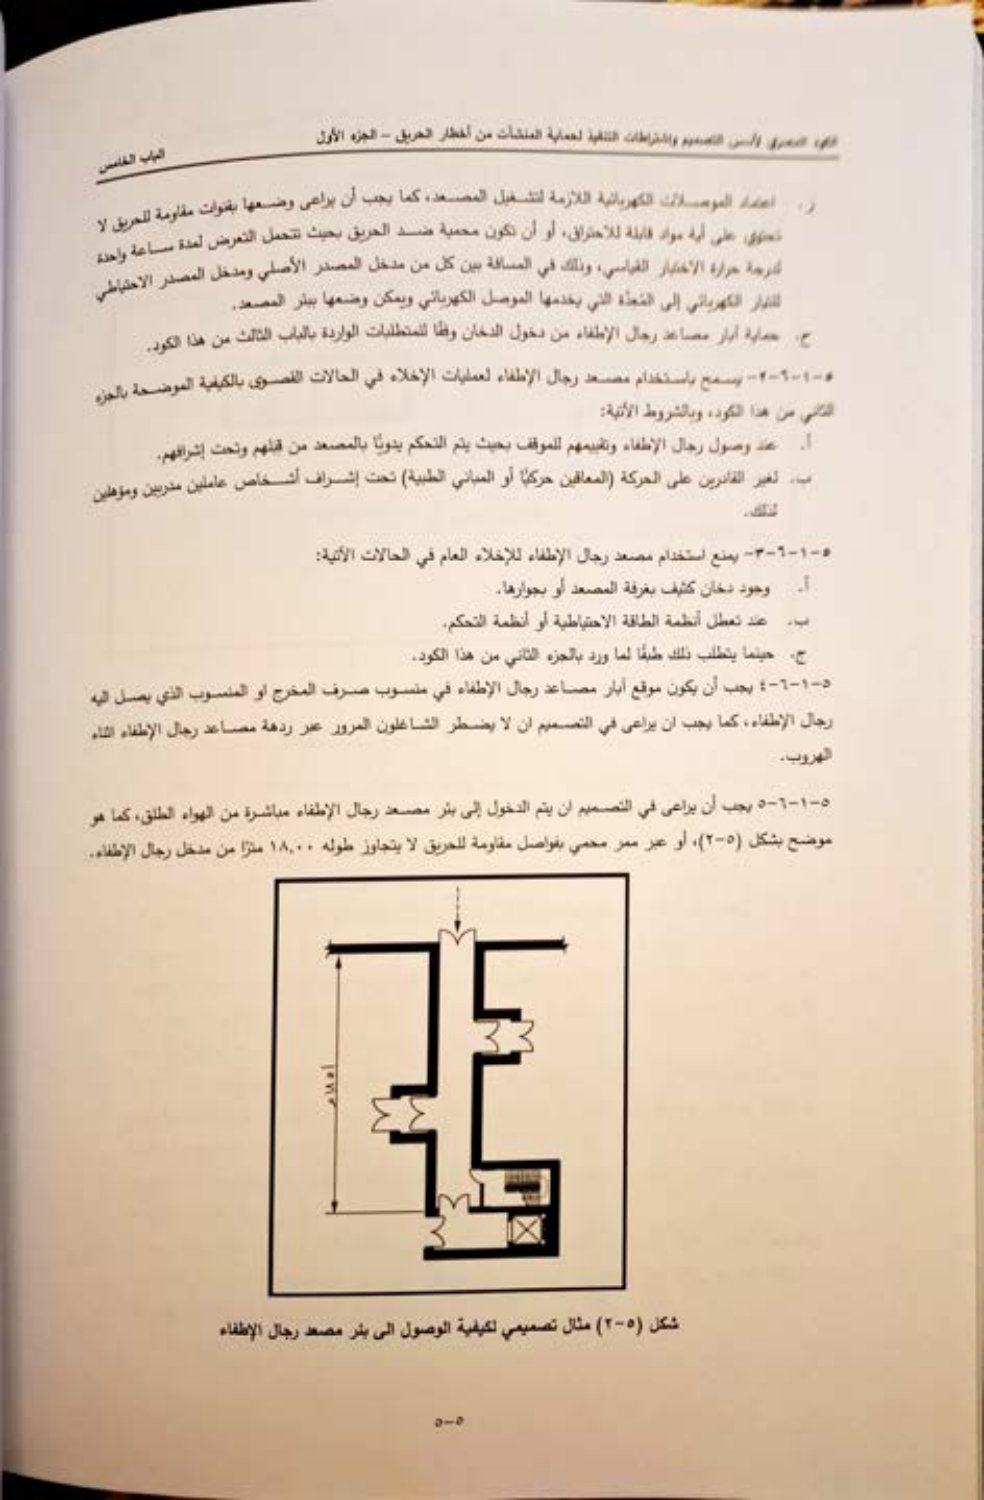 الكود المصري لأسس التصميم واشتراطات التنفيذ لحماية المنشآت من أخطار الحريق – الجزء الأول
الباب الخامس
ز. اعتماد الموصلات الكهربائية اللازمة لتشغيل المصعد، كما يجب أن يراعى وضعها بقنوات مقاومة للحريق لا
تحتوي على أية مواد قابلة للاحتراق، أو أن تكون محمية ضد الحريق بحيث تتحمل التعرض لمدة ساعة واحدة
لدرجة حرارة الاختبار القياسي، وذلك في المسافة بين كل من مدخل المصدر الأصلي ومدخل المصدر الاحتياطي
للتيار الكهربائي إلى المُعِدَّة التي يخدمها الموصل الكهربائي ويمكن وضعها ببئر المصعد.
ح. حماية آبار مصاعد رجال الإطفاء من دخول الدخان وفقًا للمتطلبات الواردة بالباب الثالث من هذا الكود.
٥-١-٦-٢- يسمح باستخدام مصعد رجال الإطفاء لعمليات الإخلاء في الحالات القصوى بالكيفية الموضحة بالجزء
الثاني من هذا الكود، وبالشروط الآتية:
أ. عند وصول رجال الإطفاء وتقييمهم للموقف بحيث يتم التحكم يدويًا بالمصعد من قبلهم وتحت إشرافهم.
ب. لغير القادرين على الحركة (المعاقين حركيًا أو المباني الطبية) تحت إشراف أشخاص عاملين مدربين ومؤهلين
لذلك.
٥-١-٦-٣- يمنع استخدام مصعد رجال الإطفاء للإخلاء العام في الحالات الآتية:
أ. وجود دخان كثيف بغرفة المصعد أو بجوارها.
ب. عند تعطل أنظمة الطاقة الاحتياطية أو أنظمة التحكم.
ج. حينما يتطلب ذلك طبقًا لما ورد بالجزء الثاني من هذا الكود.
٥-١-٦-٤ يجب أن يكون موقع آبار مصاعد رجال الإطفاء في منسوب صرف المخرج او المنسوب الذي يصل اليه
رجال الإطفاء، كما يجب ان يراعى في التصميم ان لا يضطر الشاغلون المرور عبر ردهة مصاعد رجال الإطفاء اثناء
الهروب.
٥-١-٦-٥ يجب أن يراعى في التصميم ان يتم الدخول إلى بئر مصعد رجال الإطفاء مباشرة من الهواء الطلق، كما هو
موضح بشكل (٥-٢)، أو عبر ممر محمي بفواصل مقاومة للحريق لا يتجاوز طوله ١٨,٠٠ مترًا من مدخل رجال الإطفاء.
شكل (٥-٢) مثال تصميمي لكيفية الوصول الى بئر مصعد رجال الإطفاء
٥-٥